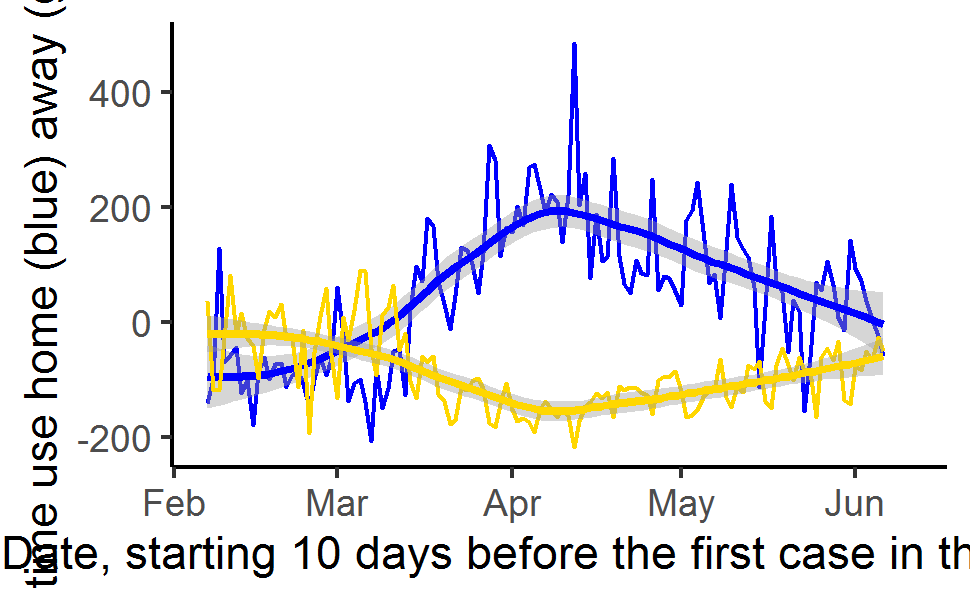 time use home (blue) away (
400
200
0
-200
Feb Mar Apr May Jun
Date, starting 10 days before the first case in th